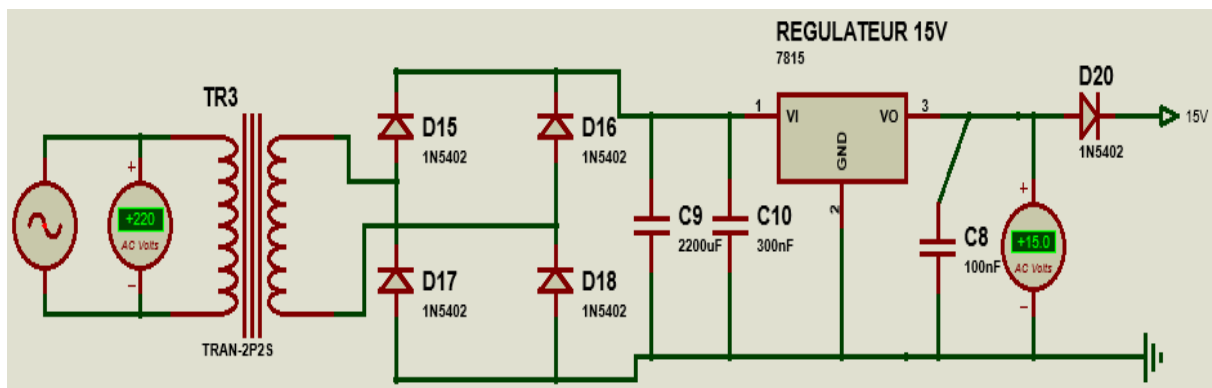 REGULATEUR 15V
7815
TR3
D15
1N5402
D16
1N5402
1
VI
VO
3
GND
2
D20
1N5402
15V
+
+220
AC Volts
−
C9
2200uF
C10
300nF
C8
100nF
+
+15.0
AC Volts
−
D17
1N5402
D18
1N5402
TRAN-2P2S